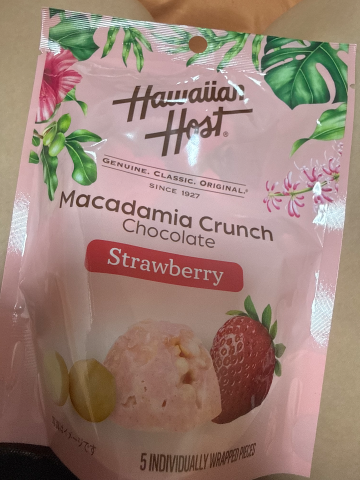 Hawaiian
Host®
GENUINE. CLASSIC. ORIGINAL.®
SINCE 1927
Macadamia Crunch
Chocolate
Strawberry
5 INDIVIDUALLY WRAPPED PIECES